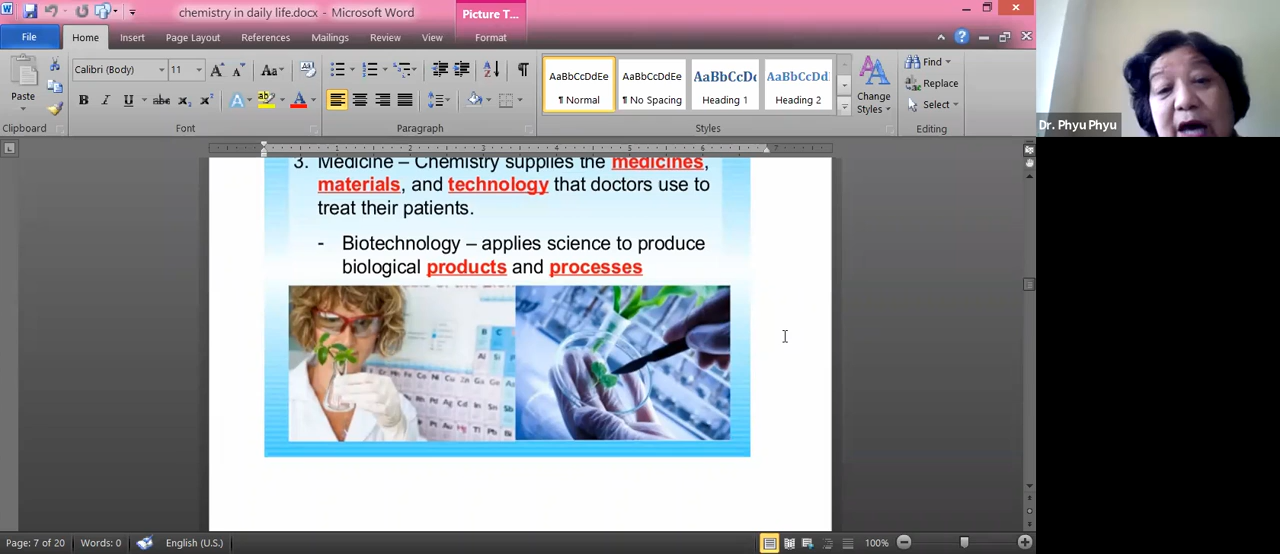 chemistry in daily life.docx - Microsoft Word
Picture T...
File
Home
Insert
Page Layout
References
Mailings
Review
View
Format
Paste
Clipboard
Calibri (Body)
11
Font
Paragraph
AaBbCcDdEe
¶ Normal
AaBbCcDdEe
¶ No Spacing
AaBbCcDc
Heading 1
AaBbCcDd
Heading 2
Change
Styles
Styles
Find
Replace
Select
Editing
Dr. Phyu Phyu
3. Medicine – Chemistry supplies the medicines,
materials, and technology that doctors use to
treat their patients.
- Biotechnology – applies science to produce
biological products and processes
Page: 7 of 20
Words: 0
English (U.S.)
100%